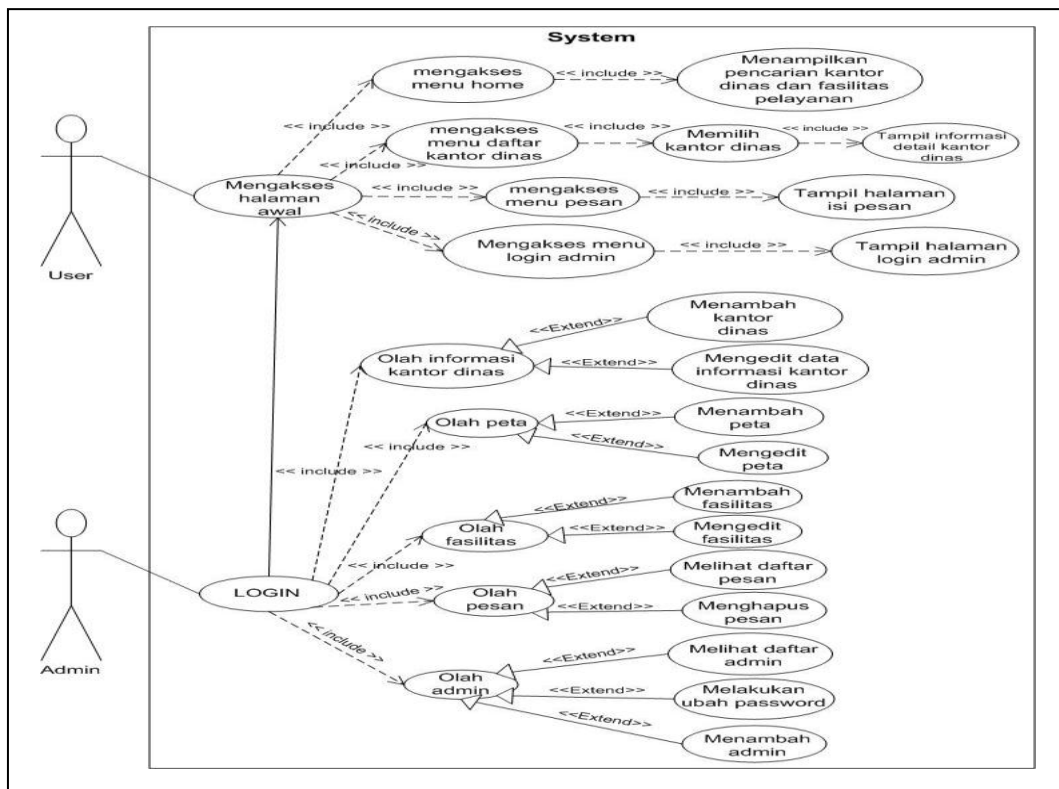 System
mengakses
menu home
<< include >>
Menampilkan
pencarian kantor
dinas dan fasilitas
pelayanan
<< include >>
mengakses
menu daftar
kantor dinas
<< include >>
Memilih
kantor dinas
<< include >>
Tampil informasi
detail kantor
dinas
<< include >>
User
Mengakses
halaman
awal
<< include >>
mengakses
menu pesan
<< include >>
Tampil halaman
isi pesan
<< include >>
Mengakses menu
login admin
<< include >>
Tampil halaman
login admin
Olah informasi
kantor dinas
<<Extend>>
Menambah
kantor
dinas
<<Extend>>
Mengedit data
informasi kantor
dinas
<< include >>
Olah peta
<<Extend>>
Menambah
peta
<<Extend>>
Mengedit
peta
<< include >>
Olah
fasilitas
<<Extend>>
Menambah
fasilitas
<<Extend>>
Mengedit
fasilitas
<< include >>
Admin
LOGIN
<< include >>
Olah
pesan
<<Extend>>
Melihat daftar
pesan
<<Extend>>
Menghapus
pesan
<< include >>
Olah
admin
<<Extend>>
Melihat daftar
admin
<<Extend>>
Melakukan
ubah password
<<Extend>>
Menambah
admin